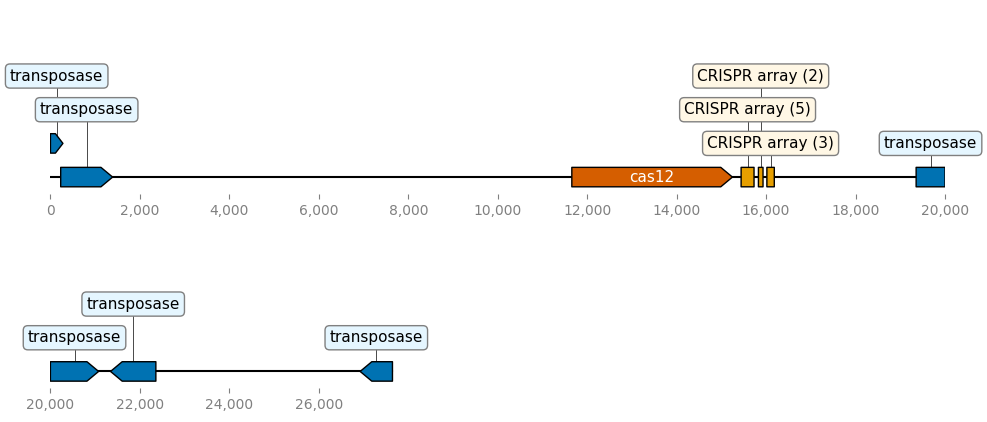 CRISPR array (2)
transposase
transposase
CRISPR array (5)
CRISPR array (3)
transposase
cas12
0 2,000 4,000 6,000 8,000 10,000 12,000 14,000 16,000 18,000 20,000
transposase
transposase
transposase
20,000 22,000 24,000 26,000